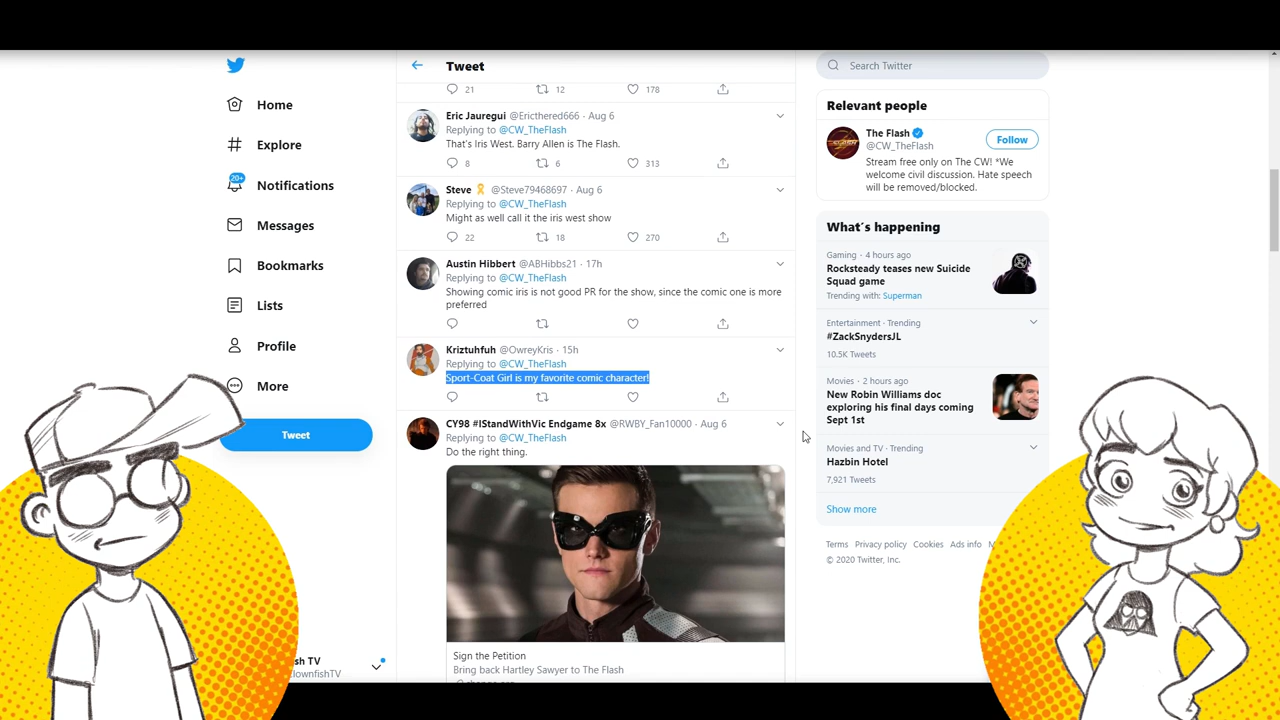 Home
Explore
20+
Notifications
Messages
Bookmarks
Lists
Profile
More
Tweet
Tweet
21 12 178
Eric Jauregui @Ericthered666 · Aug 6
Replying to @CW_TheFlash
That's Iris West. Barry Allen is The Flash.
8 6 313
Steve @Steve79468697 · Aug 6
Replying to @CW_TheFlash
Might as well call it the iris west show
22 18 270
Austin Hibbert @ABHibbs21 · 17h
Replying to @CW_TheFlash
Showing comic iris is not good PR for the show, since the comic one is more
preferred
Kriztuhfuh @OwreyKris · 15h
Replying to @CW_TheFlash
Sport-Coat Girl is my favorite comic character!
CY98 #IStandWithVic Endgame 8x @RWBY_Fan10000 · Aug 6
Replying to @CW_TheFlash
Do the right thing.
Sign the Petition
Bring back Hartley Sawyer to The Flash
Search Twitter
Relevant people
The Flash
@CW_TheFlash
Follow
Stream free only on The CW! *We
welcome civil discussion. Hate speech
will be removed/blocked.
What's happening
Gaming · 4 hours ago
Rocksteady teases new Suicide
Squad game
Trending with: Superman
Entertainment · Trending
#ZackSnydersJL
10.5K Tweets
Movies · 2 hours ago
New Robin Williams doc
exploring his final days coming
Sept 1st
Movies and TV · Trending
Hazbin Hotel
7,921 Tweets
Show more
Terms Privacy policy Cookies Ads info
© 2020 Twitter, Inc.
sh TV
lownfishTV